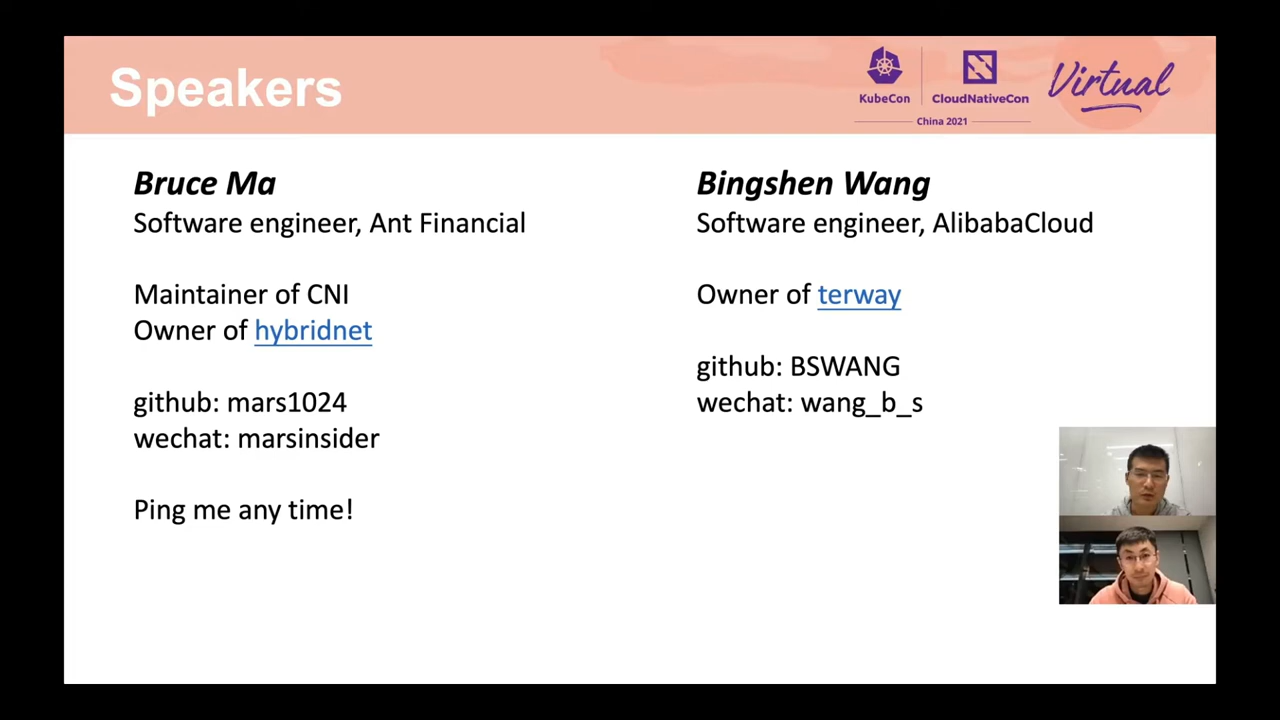 Speakers
KubeCon
CloudNativeCon
China 2021
Virtual
Bruce Ma
Software engineer, Ant Financial
Maintainer of CNI
Owner of hybridnet
github: mars1024
wechat: marsinsider
Ping me any time!
Bingshen Wang
Software engineer, AlibabaCloud
Owner of terway
github: BSWANG
wechat: wang_b_s